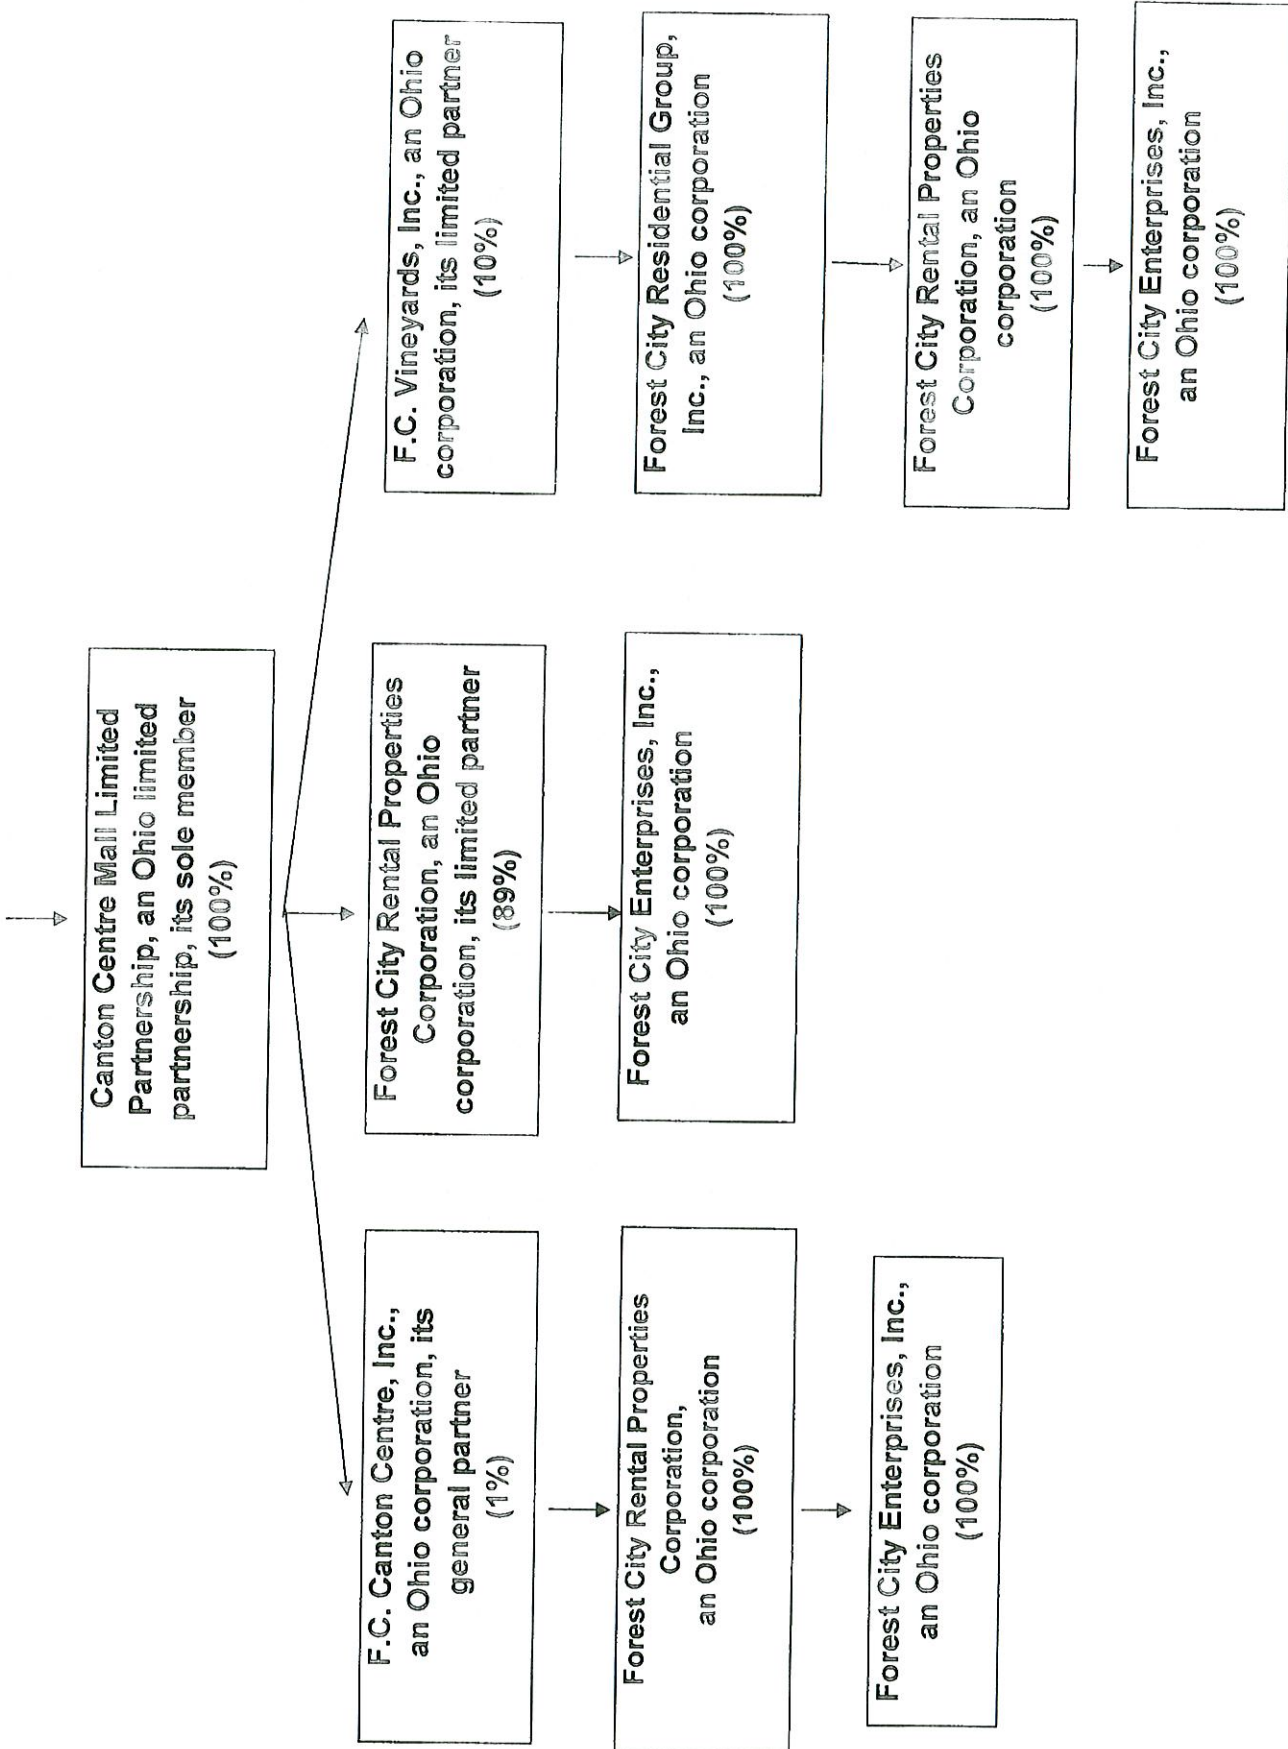 Canton Centre Mall Limited
Partnership, an Ohio limited
partnership, its sole member
(100%)
F.C. Canton Centre, Inc.,
an Ohio corporation, its
general partner
(1%)
Forest City Rental Properties
Corporation,
an Ohio corporation
(100%)
Forest City Enterprises, Inc.,
an Ohio corporation
(100%)
Forest City Rental Properties
Corporation, an Ohio
corporation, its limited partner
(89%)
Forest City Enterprises, Inc.,
an Ohio corporation
(100%)
F.C. Vineyards, Inc., an Ohio
corporation, its limited partner
(10%)
Forest City Residential Group,
Inc., an Ohio corporation
(100%)
Forest City Rental Properties
Corporation, an Ohio
corporation
(100%)
Forest City Enterprises, Inc.,
an Ohio corporation
(100%)